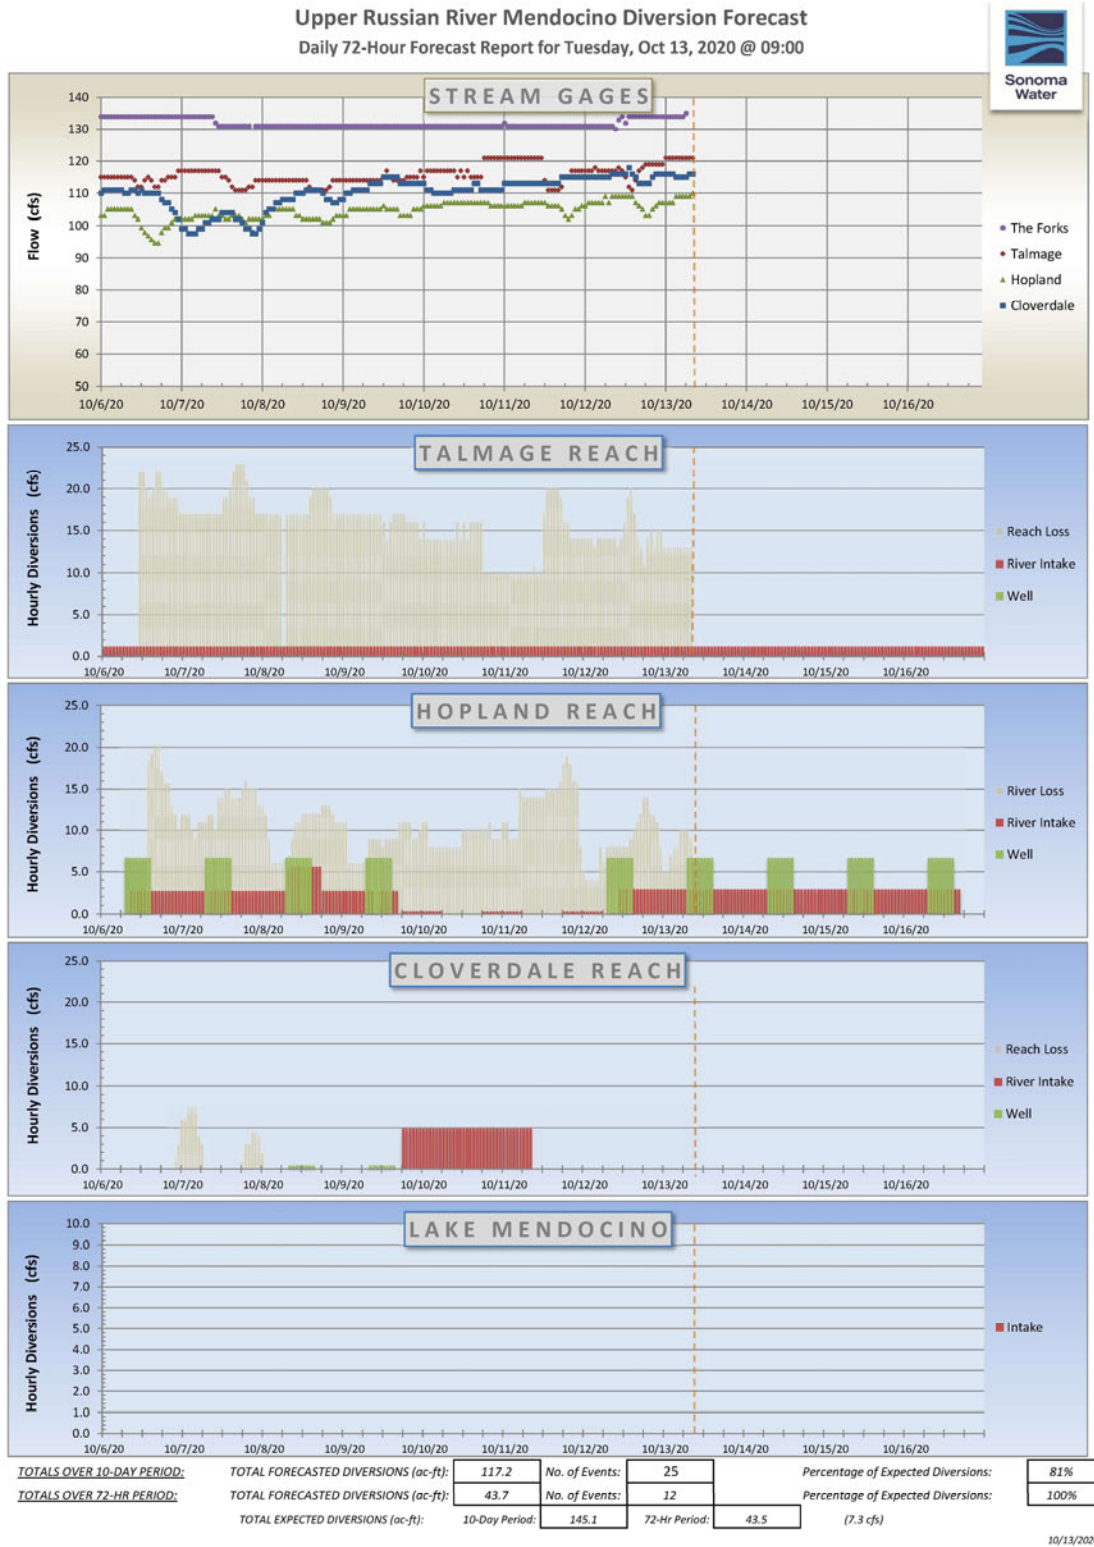 Upper Russian River Mendocino Diversion Forecast
Daily 72-Hour Forecast Report for Tuesday, Oct 13, 2020 @ 09:00
Sonoma
Water
STREAM GAGES
Flow (cfs)
140
130
120
110
100
90
80
70
60
50
10/6/20 10/7/20 10/8/20 10/9/20 10/10/20 10/11/20 10/12/20 10/13/20 10/14/20 10/15/20 10/16/20
The Forks
Talmage
Hopland
Cloverdale
TALMAGE REACH
Hourly Diversions (cfs)
25.0
20.0
15.0
10.0
5.0
0.0
10/6/20 10/7/20 10/8/20 10/9/20 10/10/20 10/11/20 10/12/20 10/13/20 10/14/20 10/15/20 10/16/20
Reach Loss
River Intake
Well
HOPLAND REACH
Hourly Diversions (cfs)
25.0
20.0
15.0
10.0
5.0
0.0
10/6/20 10/7/20 10/8/20 10/9/20 10/10/20 10/11/20 10/12/20 10/13/20 10/14/20 10/15/20 10/16/20
River Loss
River Intake
Well
CLOVERDALE REACH
Hourly Diversions (cfs)
25.0
20.0
15.0
10.0
5.0
0.0
10/6/20 10/7/20 10/8/20 10/9/20 10/10/20 10/11/20 10/12/20 10/13/20 10/14/20 10/15/20 10/16/20
Reach Loss
River Intake
Well
LAKE MENDOCINO
Hourly Diversions (cfs)
10.0
9.0
8.0
7.0
6.0
5.0
4.0
3.0
2.0
1.0
0.0
10/6/20 10/7/20 10/8/20 10/9/20 10/10/20 10/11/20 10/12/20 10/13/20 10/14/20 10/15/20 10/16/20
Intake
TOTALS OVER 10-DAY PERIOD: TOTAL FORECASTED DIVERSIONS (ac-ft): 117.2 No. of Events: 25 Percentage of Expected Diversions: 81%
TOTALS OVER 72-HR PERIOD: TOTAL FORECASTED DIVERSIONS (ac-ft): 43.7 No. of Events: 12 Percentage of Expected Diversions: 100%
TOTAL EXPECTED DIVERSIONS (ac-ft): 10-Day Period: 145.1 72-Hr Period: 43.5 (7.3 cfs)
10/13/2020